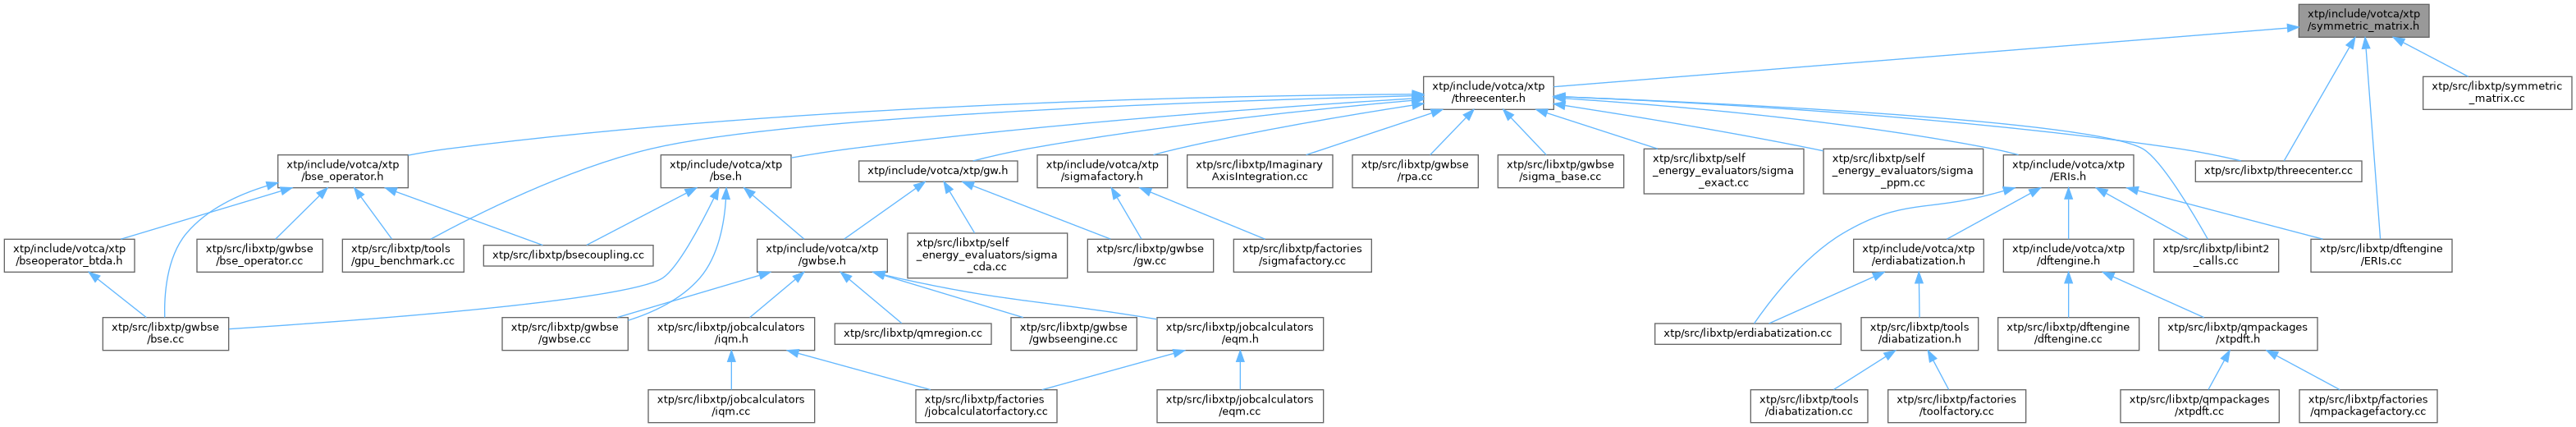 xtp/include/votca/xtp
/symmetric_matrix.h
xtp/include/votca/xtp
/threecenter.h
xtp/src/libxtp/symmetric
_matrix.cc
xtp/include/votca/xtp
/bse_operator.h
xtp/include/votca/xtp
/bse.h
xtp/include/votca/xtp/gw.h
xtp/include/votca/xtp
/sigmafactory.h
xtp/src/libxtp/Imaginary
AxisIntegration.cc
xtp/src/libxtp/gwbse
/rpa.cc
xtp/src/libxtp/gwbse
/sigma_base.cc
xtp/src/libxtp/self
_energy_evaluators/sigma
_exact.cc
xtp/src/libxtp/self
_energy_evaluators/sigma
_ppm.cc
xtp/include/votca/xtp
/ERIs.h
xtp/src/libxtp/threecenter.cc
xtp/include/votca/xtp
/bseoperator_btda.h
xtp/src/libxtp/gwbse
/bse_operator.cc
xtp/src/libxtp/tools
/gpu_benchmark.cc
xtp/src/libxtp/bsecoupling.cc
xtp/include/votca/xtp
/gwbse.h
xtp/src/libxtp/self
_energy_evaluators/sigma
_cda.cc
xtp/src/libxtp/gwbse
/gw.cc
xtp/src/libxtp/factories
/sigmafactory.cc
xtp/include/votca/xtp
/erdiabatization.h
xtp/include/votca/xtp
/dftengine.h
xtp/src/libxtp/libint2
_calls.cc
xtp/src/libxtp/dftengine
/ERIs.cc
xtp/src/libxtp/gwbse
/bse.cc
xtp/src/libxtp/gwbse
/gwbse.cc
xtp/src/libxtp/jobcalculators
/iqm.h
xtp/src/libxtp/qmregion.cc
xtp/src/libxtp/gwbse
/gwbseengine.cc
xtp/src/libxtp/jobcalculators
/eqm.h
xtp/src/libxtp/erdiabatization.cc
xtp/src/libxtp/tools
/diabatization.h
xtp/src/libxtp/dftengine
/dftengine.cc
xtp/src/libxtp/qmpackages
/xtpdft.h
xtp/src/libxtp/jobcalculators
/iqm.cc
xtp/src/libxtp/factories
/jobcalculatorfactory.cc
xtp/src/libxtp/jobcalculators
/eqm.cc
xtp/src/libxtp/tools
/diabatization.cc
xtp/src/libxtp/factories
/toolfactory.cc
xtp/src/libxtp/qmpackages
/xtpdft.cc
xtp/src/libxtp/factories
/qmpackagefactory.cc